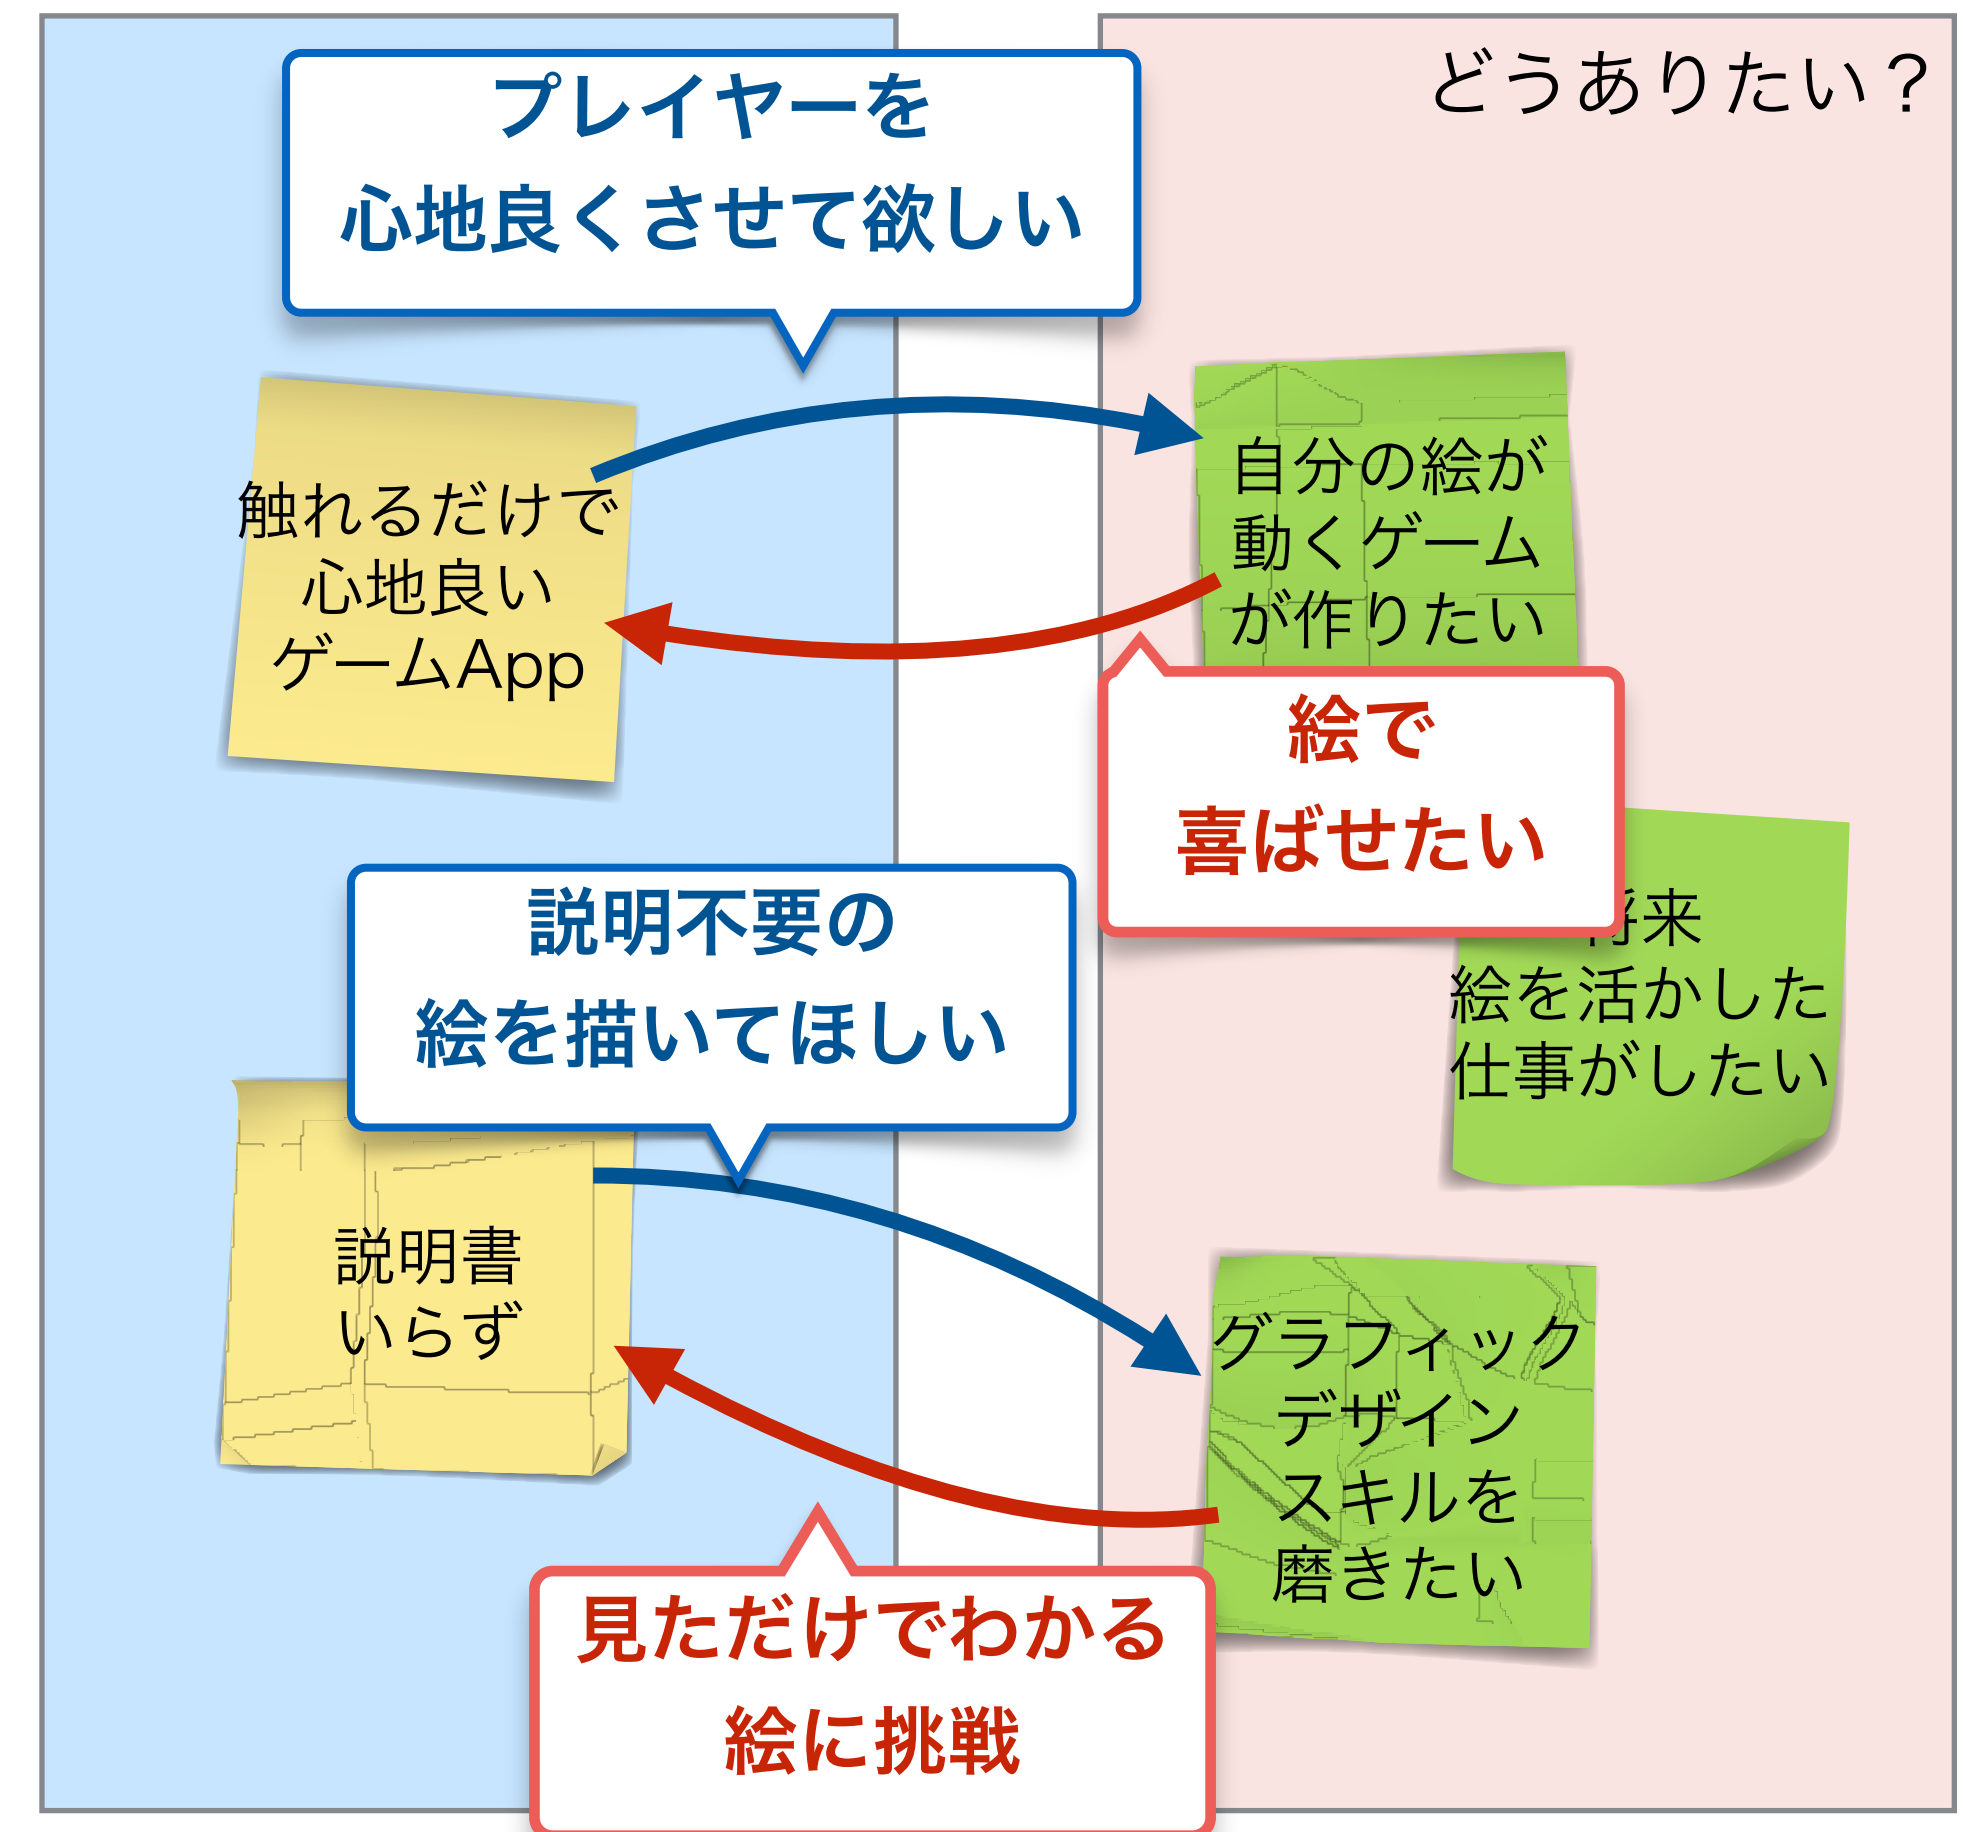 どうありたい？
プレイヤーを
心地良くさせて欲しい
触れるだけで
心地良い
ゲームApp
自分の絵が
動くゲーム
が作りたい
絵で
喜ばせたい
将来
絵を活かした
仕事がしたい
説明不要の
絵を描いてほしい
説明書
いらず
グラフィック
デザイン
スキルを
磨きたい
見ただけでわかる
絵に挑戦